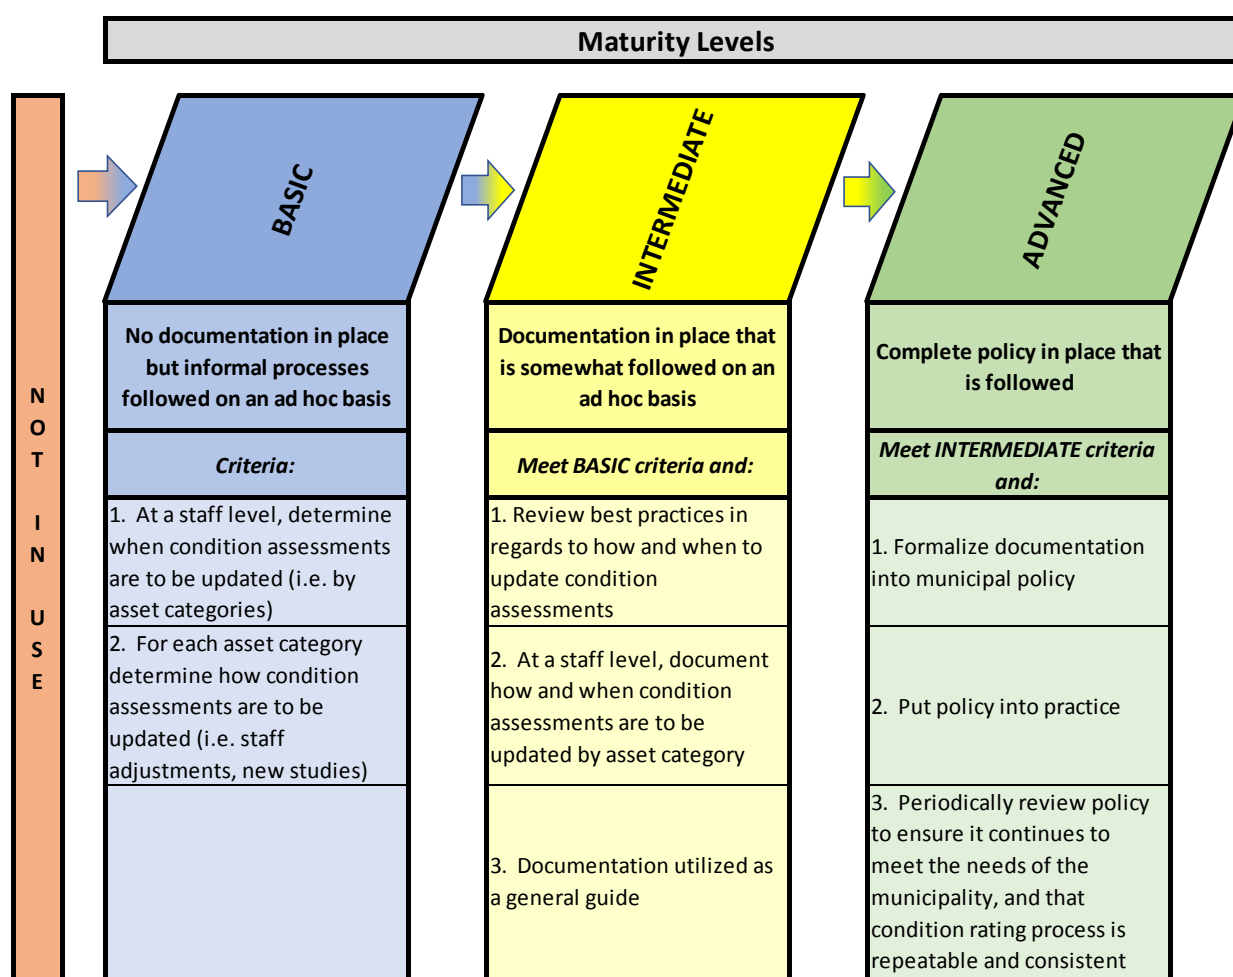 Maturity Levels
NOT IN USE
BASIC
INTERMEDIATE
ADVANCED
No documentation in place
but informal processes
followed on an ad hoc basis
Documentation in place that
is somewhat followed on an
ad hoc basis
Complete policy in place that
is followed
Criteria:
Meet BASIC criteria and:
Meet INTERMEDIATE criteria
and:
1. At a staff level, determine
when condition assessments
are to be updated (i.e. by
asset categories)
1. Review best practices in
regards to how and when to
update condition
assessments
1. Formalize documentation
into municipal policy
2. For each asset category
determine how condition
assessments are to be
updated (i.e. staff
adjustments, new studies)
2. At a staff level, document
how and when condition
assessments are to be
updated by asset category
2. Put policy into practice
3. Documentation utilized as
a general guide
3. Periodically review policy
to ensure it continues to
meet the needs of the
municipality, and that
condition rating process is
repeatable and consistent